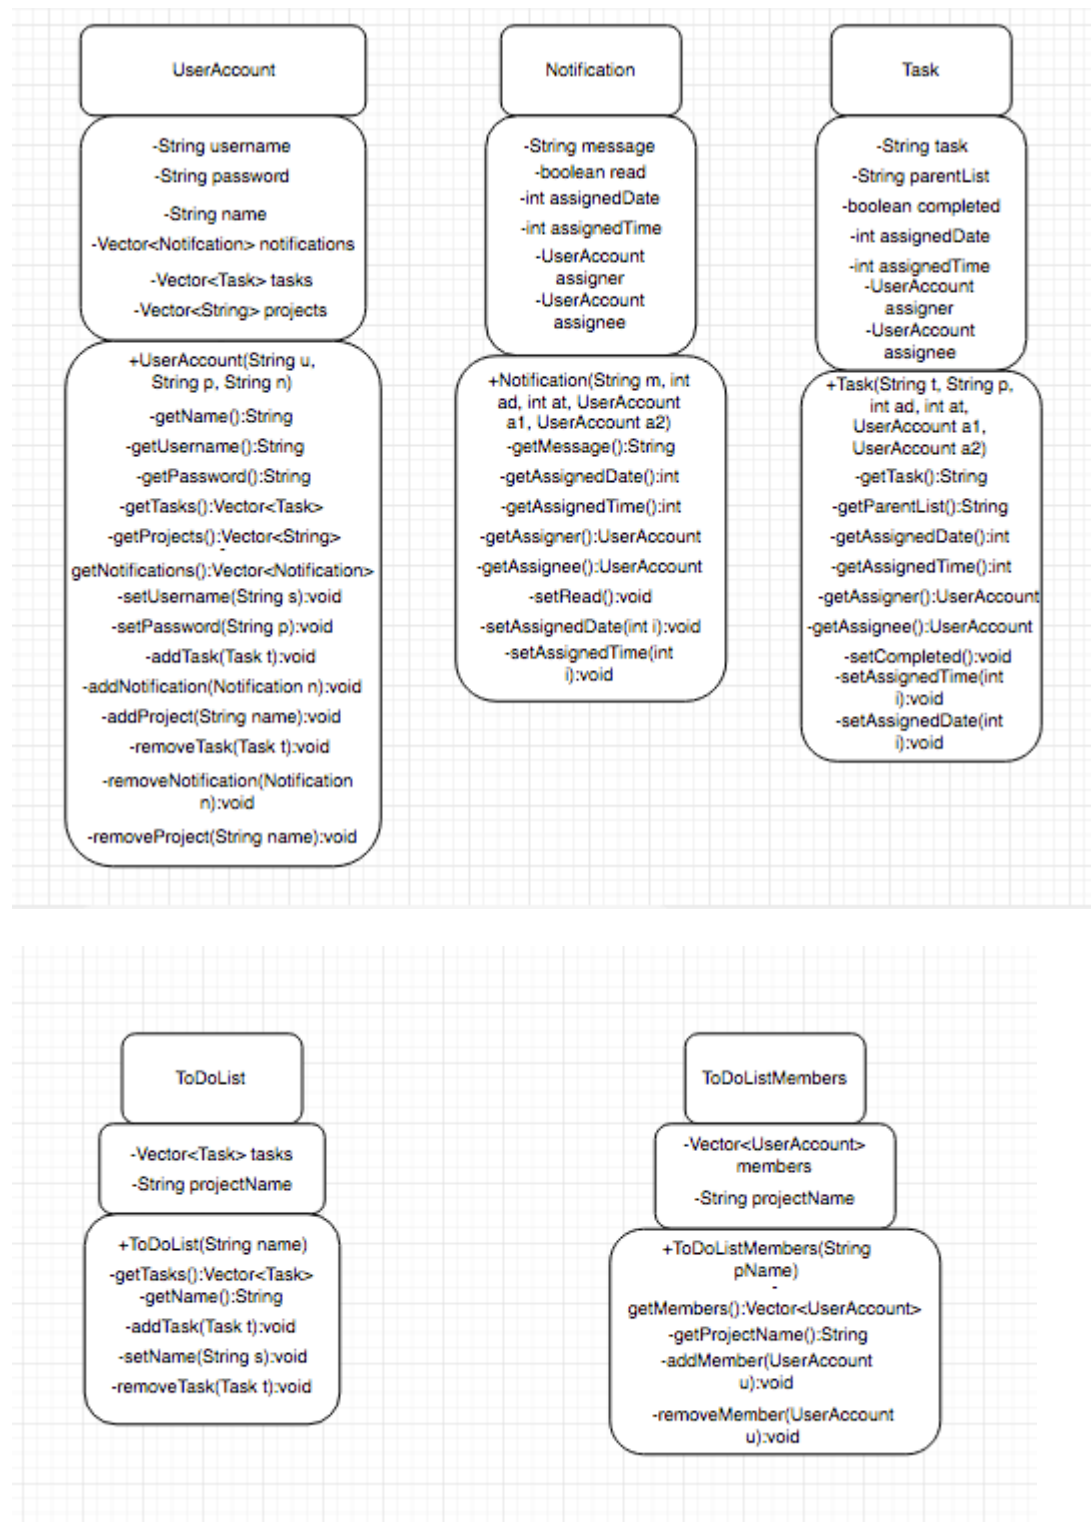 UserAccount
-String username
-String password
-String name
-Vector<Notifcation> notifications
-Vector<Task> tasks
-Vector<String> projects
+UserAccount(String u,
String p, String n)
-getName():String
-getUsername():String
-getPassword():String
-getTasks():Vector<Task>
-getProjects():Vector<String>
-
getNotifications():Vector<Notification>
-setUsername(String s):void
-setPassword(String p):void
-addTask(Task t):void
-addNotification(Notification n):void
-addProject(String name):void
-removeTask(Task t):void
-removeNotification(Notification
n):void
-removeProject(String name):void
Notification
-String message
-boolean read
-int assignedDate
-int assignedTime
-UserAccount
assigner
-UserAccount
assignee
+Notification(String m, int
ad, int at, UserAccount
a1, UserAccount a2)
-getMessage():String
-getAssignedDate():int
-getAssignedTime():int
-getAssigner():UserAccount
-getAssignee():UserAccount
-setRead():void
-setAssignedDate(int i):void
-setAssignedTime(int
i):void
Task
-String task
-String parentList
-boolean completed
-int assignedDate
-int assignedTime
-UserAccount
assigner
-UserAccount
assignee
+Task(String t, String p,
int ad, int at,
UserAccount a1,
UserAccount a2)
-getTask():String
-getParentList():String
-getAssignedDate():int
-getAssignedTime():int
-getAssigner():UserAccount
-getAssignee():UserAccount
-setCompleted():void
-setAssignedTime(int
i):void
-setAssignedDate(int
i):void
ToDoList
-Vector<Task> tasks
-String projectName
+ToDoList(String name)
-getTasks():Vector<Task>
-getName():String
-addTask(Task t):void
-setName(String s):void
-removeTask(Task t):void
ToDoListMembers
-Vector<UserAccount>
members
-String projectName
+ToDoListMembers(String
pName)
-
getMembers():Vector<UserAccount>
-getProjectName():String
-addMember(UserAccount
u):void
-removeMember(UserAccount
u):void